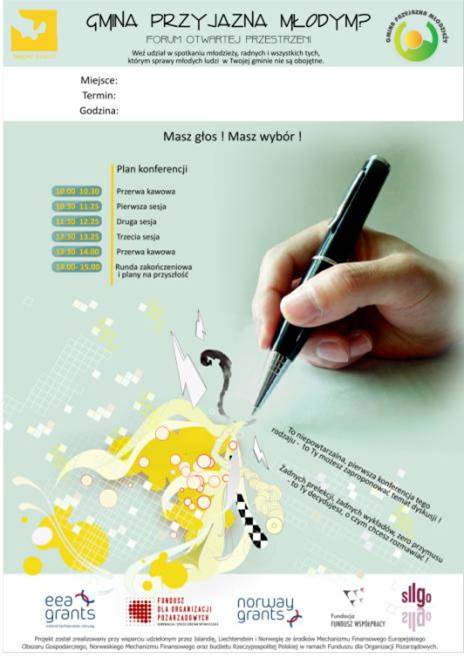 GMINA PRZYJAZNA MŁODYM?
FORUM OTWARTEJ PRZESTRZENI
Weź udział w spotkaniu młodzieży, radnych i wszystkich tych,
którym sprawy młodych ludzi w Twojej gminie nie są obojętne.
GMINA PRZYJAZNA MŁODZIEŻY
Miejsce:
Termin:
Godzina:
Masz głos ! Masz wybór !
Plan konferencji
10:00 10.30 Przerwa kawowa
10:30 11.25 Pierwsza sesja
11:30 12.25 Druga sesja
12:30 13.25 Trzecia sesja
13:30 14.00 Przerwa kawowa
14:00- 15.00 Runda zakończeniowa
i plany na przyszłość
To niepowtarzalna, pierwsza konferencja tego
rodzaju - to Ty możesz zaproponować temat dyskusji !
Żadnych prelekcji, żadnych wykładów, zero przymusu
- to Ty decydujesz, o czym chcesz rozmawiać !
eea
grants
FUNDUSZ
DLA ORGANIZACJI
POZARZĄDOWYCH
norway
grants
Fundacja
FUNDUSZ WSPÓŁPRACY
sllgo
Projekt został zrealizowany przy wsparciu udzielonym przez Islandię, Liechtenstein i Norwegię ze środków Mechanizmu Finansowego Europejskiego
Obszaru Gospodarczego, Norweskiego Mechanizmu Finansowego oraz budżetu Rzeczypospolitej Polskiej w ramach Funduszu dla Organizacji Pozarządowych.